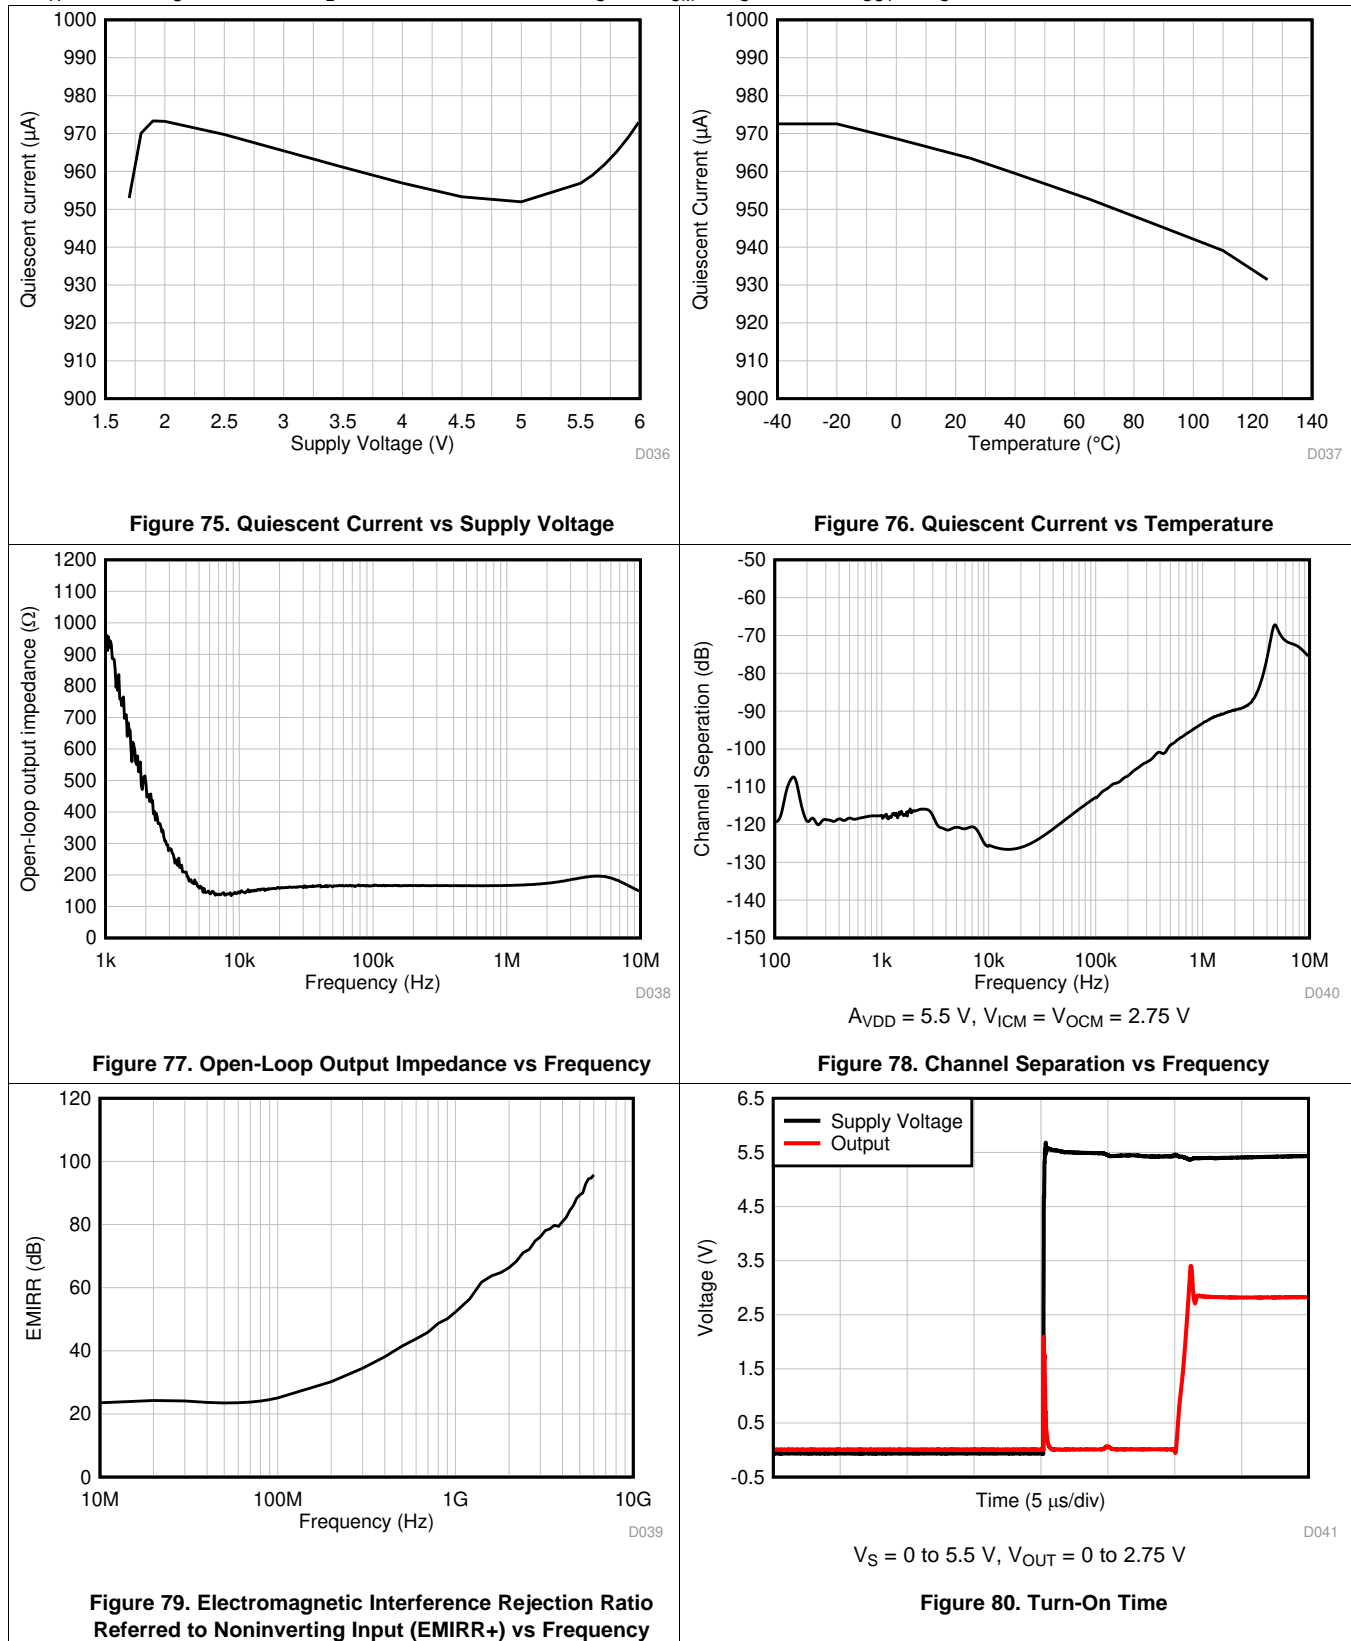 1000
990
980
970
960
950
940
930
920
910
900
Quiescent current (µA)
1.5 2 2.5 3 3.5 4 4.5 5 5.5 6
Supply Voltage (V)
D036
Figure 75. Quiescent Current vs Supply Voltage
1000
990
980
970
960
950
940
930
920
910
900
Quiescent Current (µA)
-40 -20 0 20 40 60 80 100 120 140
Temperature (°C)
D037
Figure 76. Quiescent Current vs Temperature
1200
1100
1000
900
800
700
600
500
400
300
200
100
0
Open-loop output impedance (Ω)
1k 10k 100k 1M 10M
Frequency (Hz)
D038
Figure 77. Open-Loop Output Impedance vs Frequency
-50
-60
-70
-80
-90
-100
-110
-120
-130
-140
-150
Channel Seperation (dB)
100 1k 10k 100k 1M 10M
Frequency (Hz)
D040
AVDD = 5.5 V, VICM = VOCM = 2.75 V
Figure 78. Channel Separation vs Frequency
120
100
80
60
40
20
0
EMIRR (dB)
10M 100M 1G 10G
Frequency (Hz)
D039
Figure 79. Electromagnetic Interference Rejection Ratio
Referred to Noninverting Input (EMIRR+) vs Frequency
6.5
5.5
4.5
3.5
2.5
1.5
0.5
-0.5
Voltage (V)
Supply Voltage
Output
Time (5 µs/div)
D041
VS = 0 to 5.5 V, VOUT = 0 to 2.75 V
Figure 80. Turn-On Time